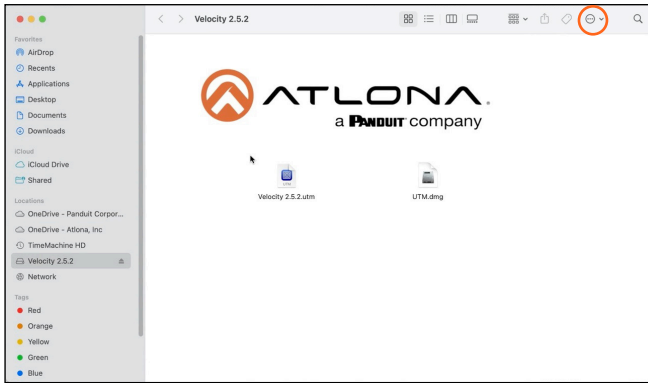 Velocity 2.5.2
Favorites
AirDrop
Recents
Applications
Desktop
Documents
Downloads
iCloud
iCloud Drive
Shared
Locations
OneDrive - Panduit Corpor...
OneDrive - Atlona, Inc
TimeMachine HD
Velocity 2.5.2
Network
Tags
Red
Orange
Yellow
Green
Blue
ATLONA.
a PANDUIT company
UTM
Velocity 2.5.2.utm
UTM.dmg